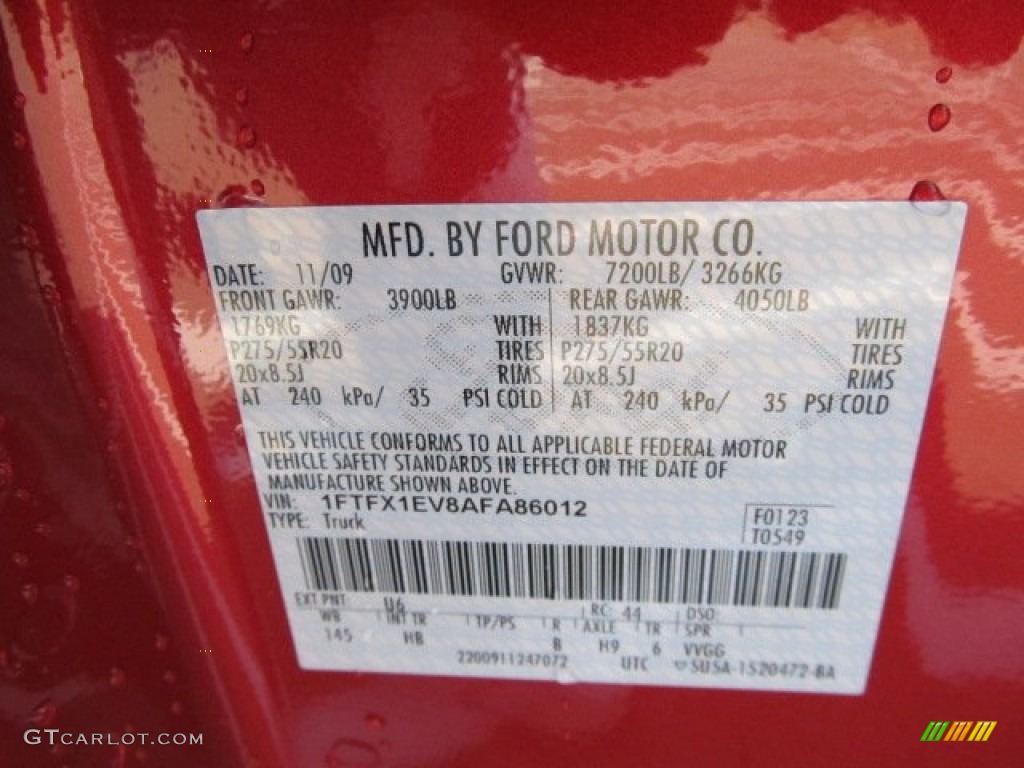 MFD. BY FORD MOTOR CO.
DATE: 11/09 GVWR: 7200LB/ 3266KG
FRONT GAWR: 3900LB REAR GAWR: 4050LB
1769KG WITH 1837KG WITH
P275/55R20 TIRES P275/55R20 TIRES
20x8.5J RIMS 20x8.5J RIMS
AT 240 kPa/ 35 PSI COLD AT 240 kPa/ 35 PSI COLD
THIS VEHICLE CONFORMS TO ALL APPLICABLE FEDERAL MOTOR
VEHICLE SAFETY STANDARDS IN EFFECT ON THE DATE OF
MANUFACTURE SHOWN ABOVE.
VIN: 1FTFX1EV8AFA86012
TYPE: Truck
F0123
T0549
EXT PNT: U6 RC: 44 DSO:
WB INT TR TP/PS R AXLE TR SPR
145 HB B H9 6 VVGG
2200911247072 UTC SUSA-1520472-BA
GTCARLOT.COM